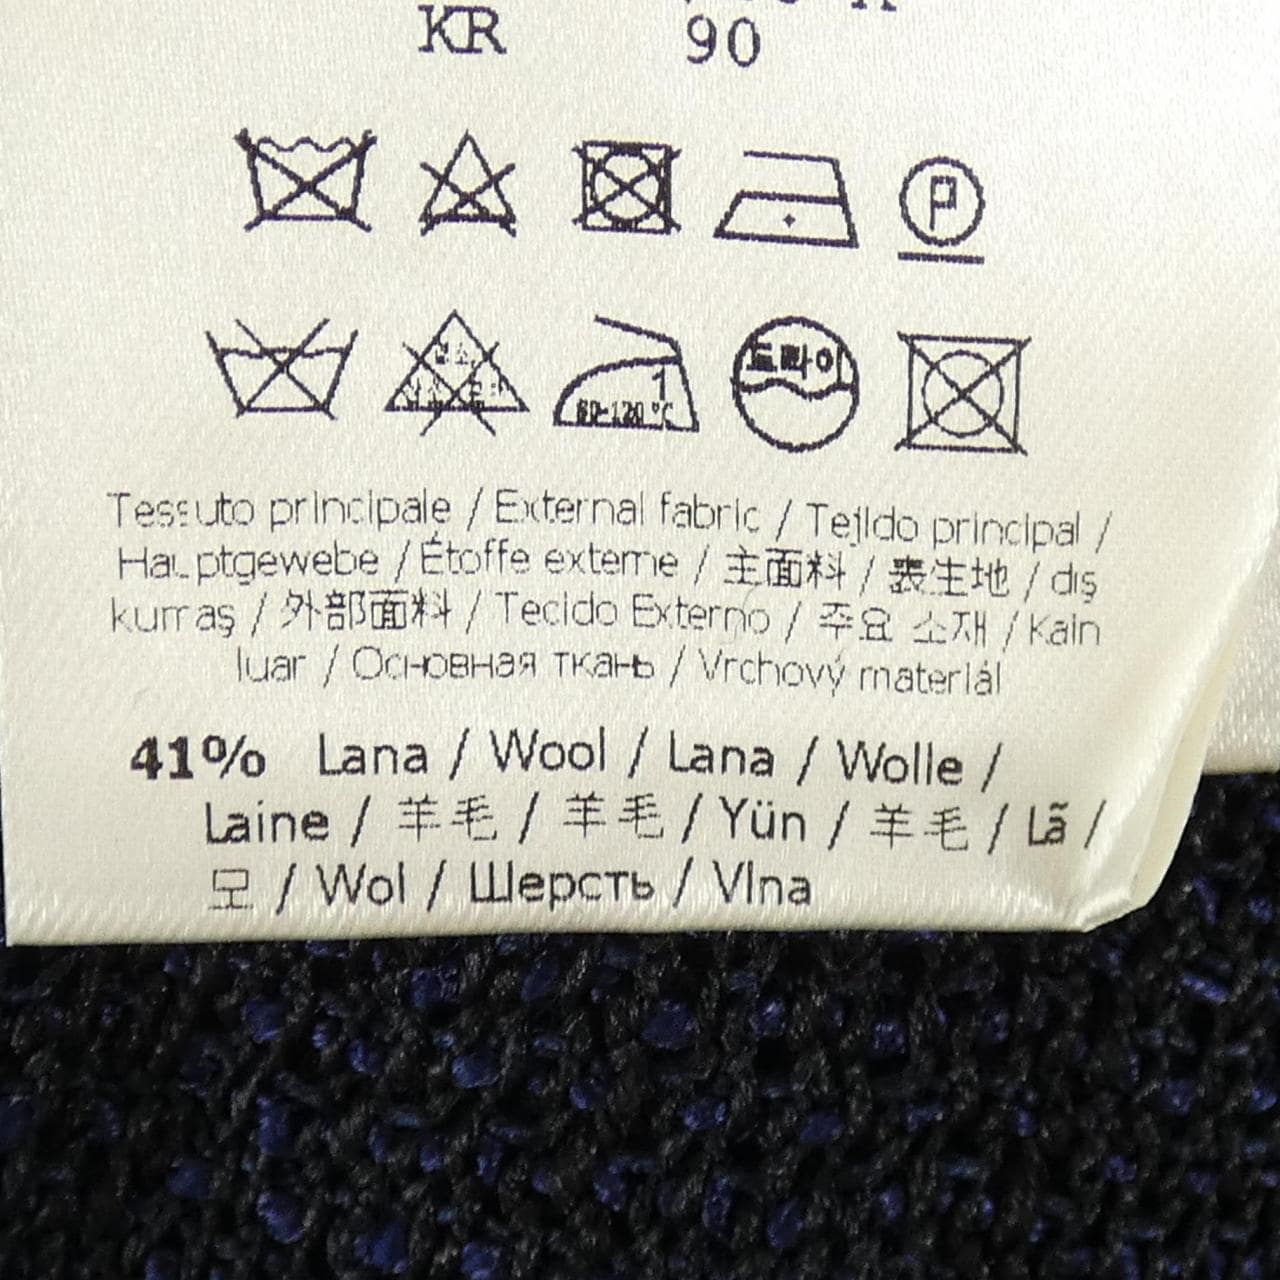 KR 90
P
드라이
1
80-120°C
Tessuto principale / External fabric / Tejido principal /
Hauptgewebe / Étoffe externe / 主面料 / 表生地 / dış
kumaş / 外部面料 / Tecido Externo / 주요 소재 / Kain
luar / Основная ткань / Vrchový materiál
41% Lana / Wool / Lana / Wolle /
Laine / 羊毛 / 羊毛 / Yün / 羊毛 / Lã /
모 / Wol / Шерсть / Vlna